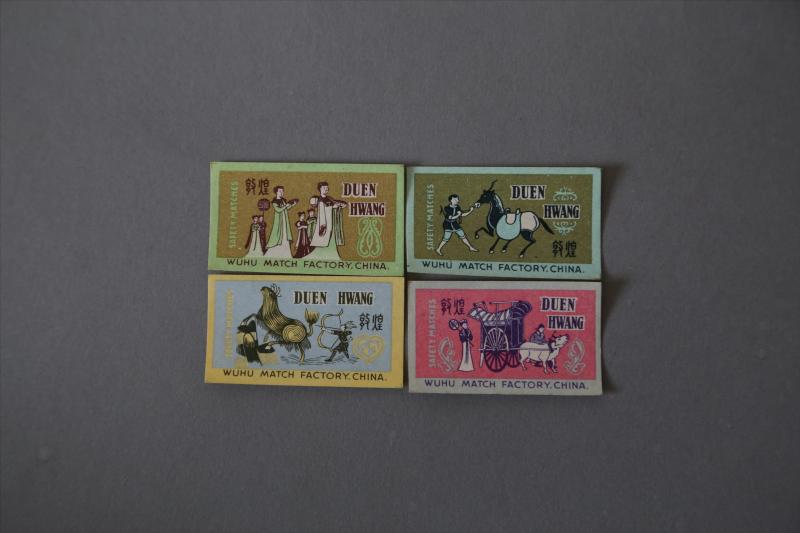 SAFETY MATCHES
敦煌
DUEN
HWANG
WUHU MATCH FACTORY. CHINA.
SAFETY MATCHES
DUEN
HWANG
敦煌
WUHU MATCH FACTORY. CHINA.
SAFETY MATCHES
DUEN HWANG
敦煌
WUHU MATCH FACTORY. CHINA.
SAFETY MATCHES
敦煌
DUEN
HWANG
WUHU MATCH FACTORY. CHINA.